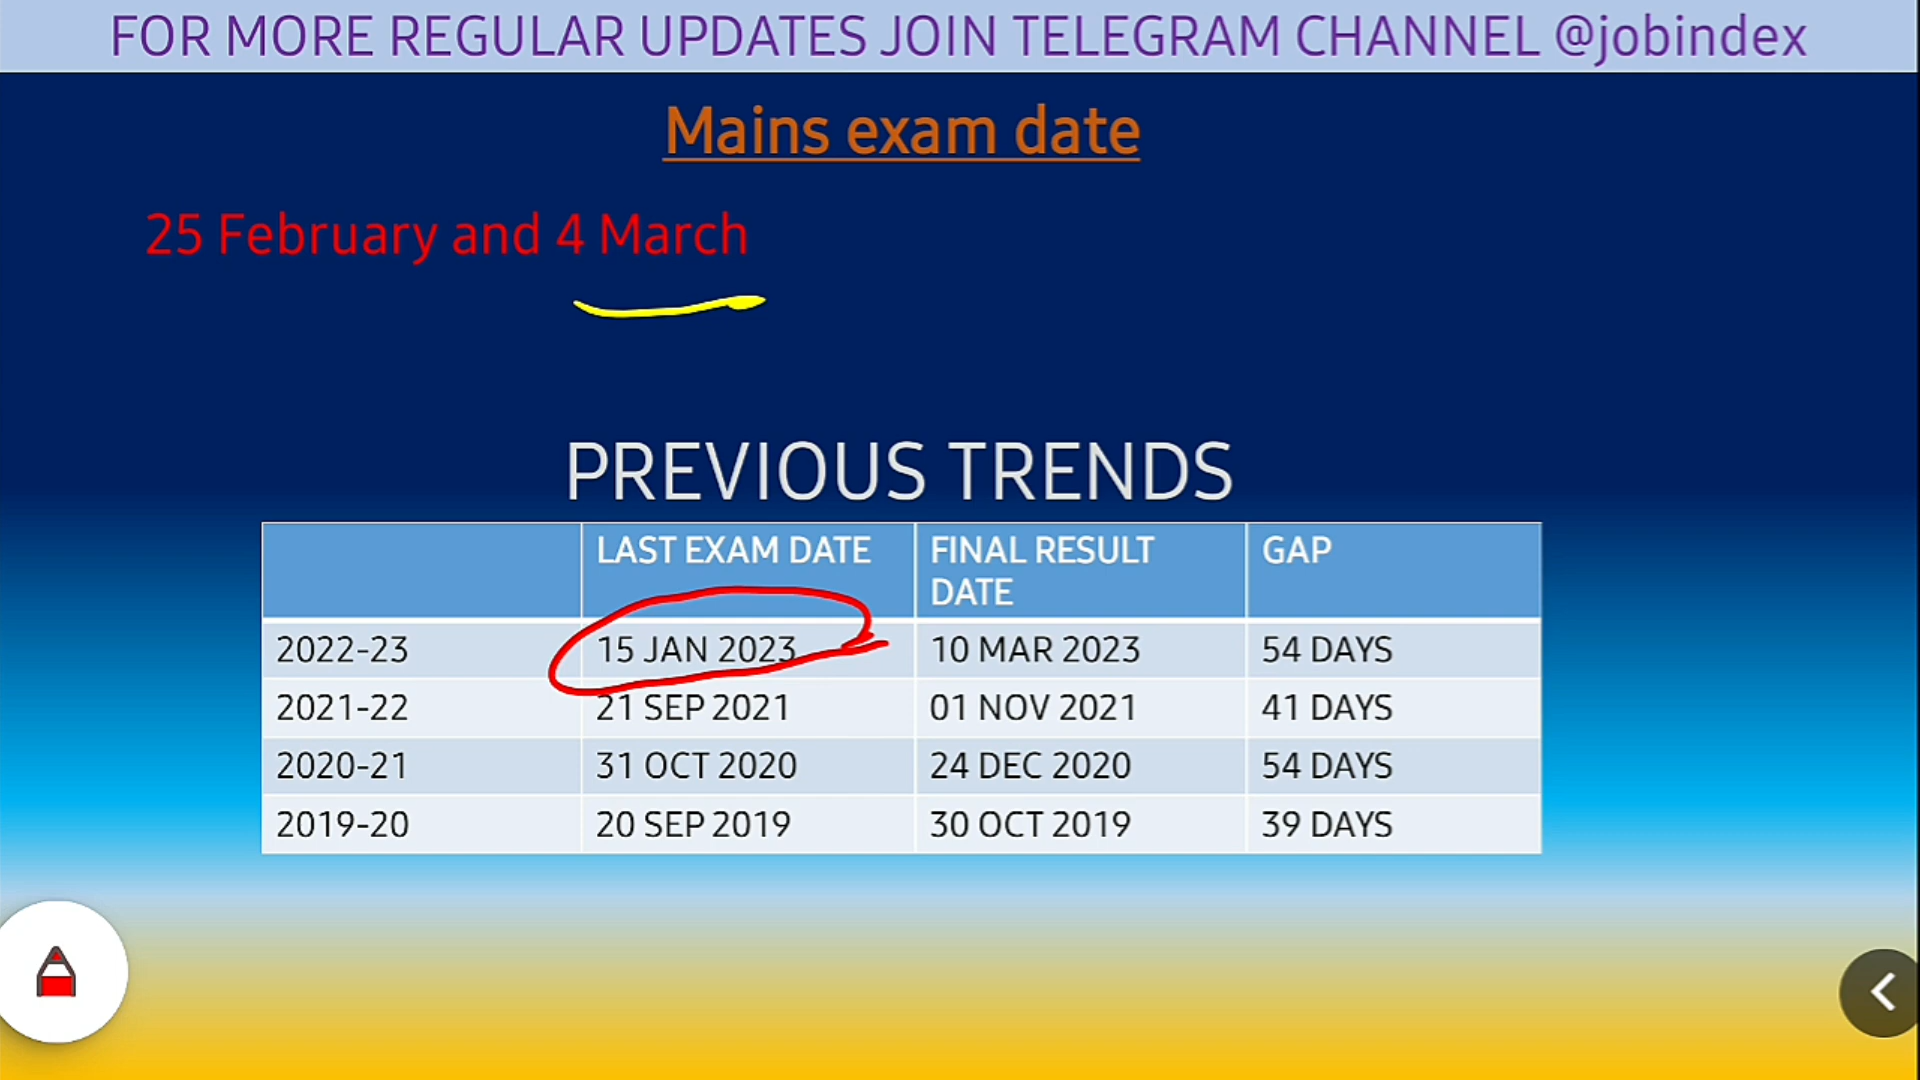 FOR MORE REGULAR UPDATES JOIN TELEGRAM CHANNEL @jobindex
Mains exam date
25 February and 4 March
PREVIOUS TRENDS
LAST EXAM DATE FINAL RESULT DATE GAP
2022-23 15 JAN 2023 10 MAR 2023 54 DAYS
2021-22 21 SEP 2021 01 NOV 2021 41 DAYS
2020-21 31 OCT 2020 24 DEC 2020 54 DAYS
2019-20 20 SEP 2019 30 OCT 2019 39 DAYS